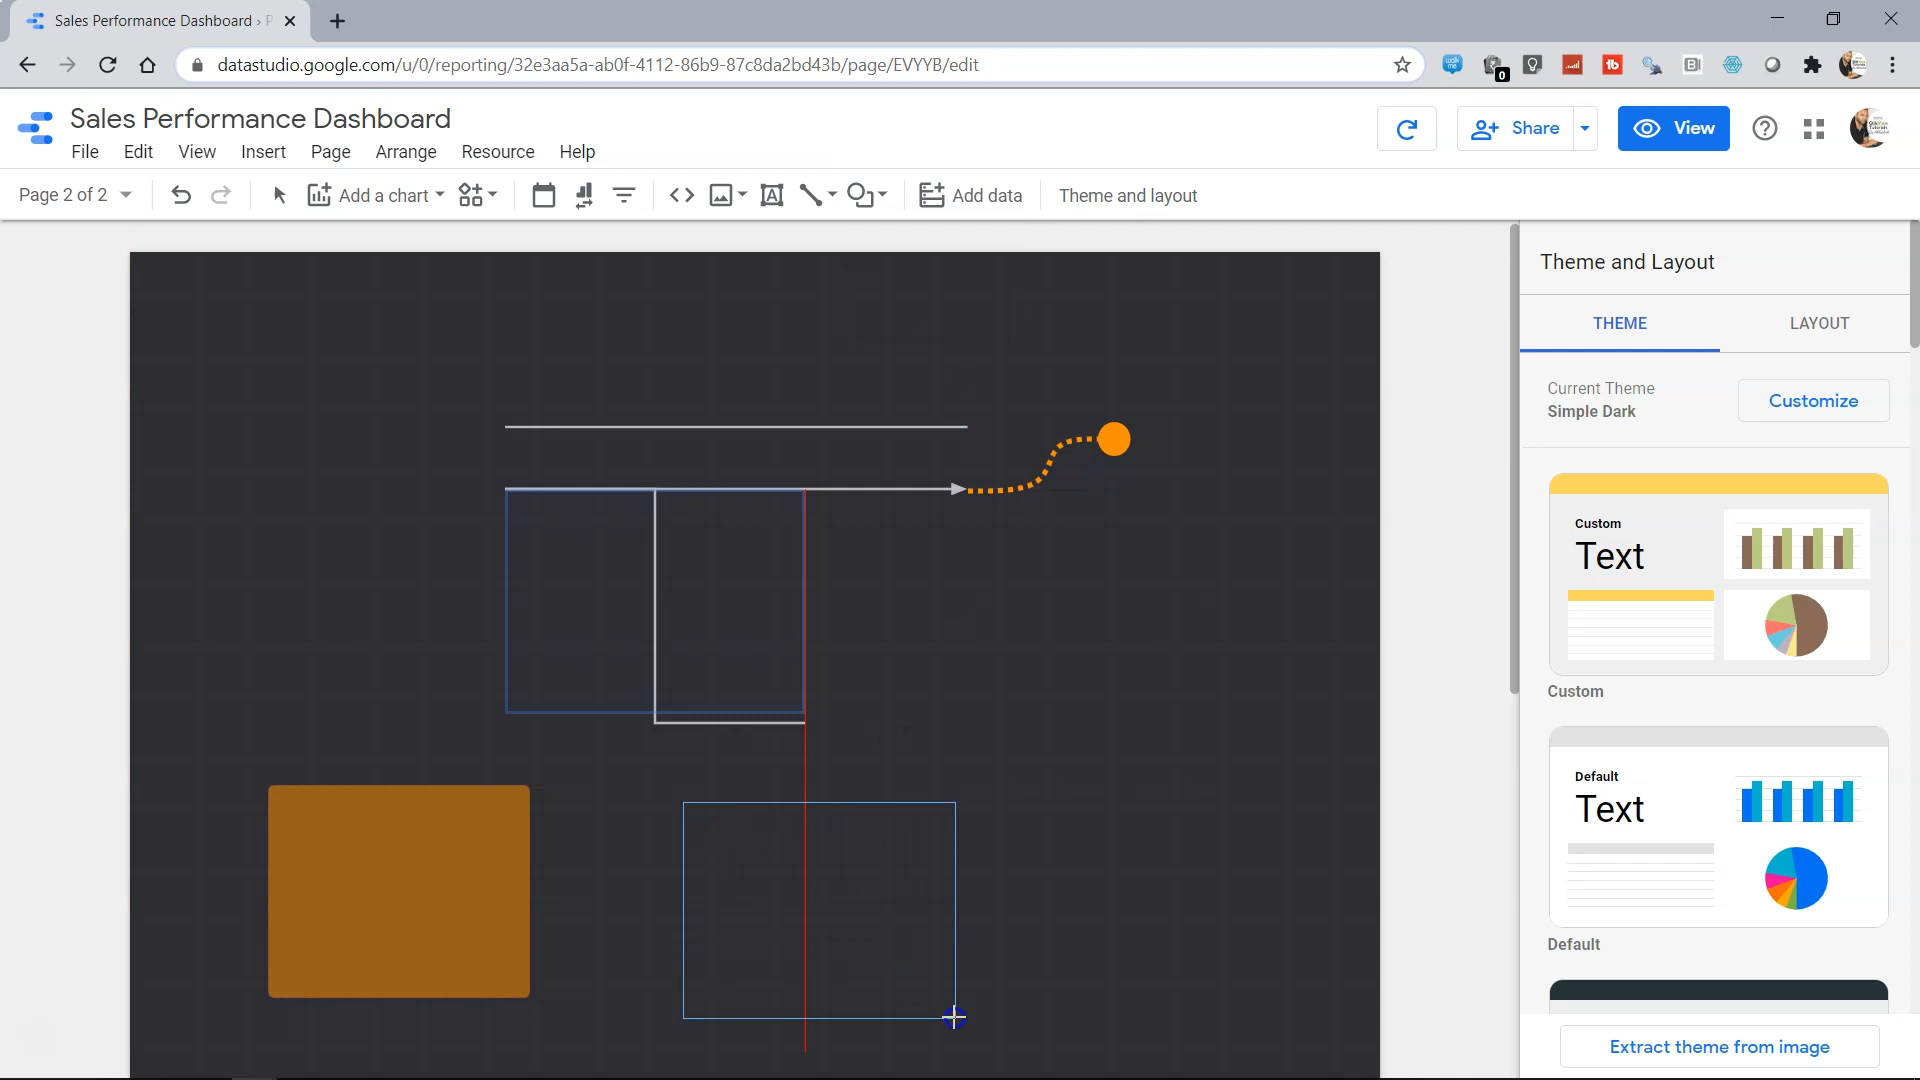 Sales Performance Dashboard › P
datastudio.google.com/u/0/reporting/32e3aa5a-ab0f-4112-86b9-87c8da2bd43b/page/EVYYB/edit
0
Sales Performance Dashboard
File Edit View Insert Page Arrange Resource Help
Share
View
Page 2 of 2
Add a chart
Add data
Theme and layout
Theme and Layout
THEME
LAYOUT
Current Theme
Simple Dark
Customize
Custom
Text
Custom
Default
Text
Default
Extract theme from image